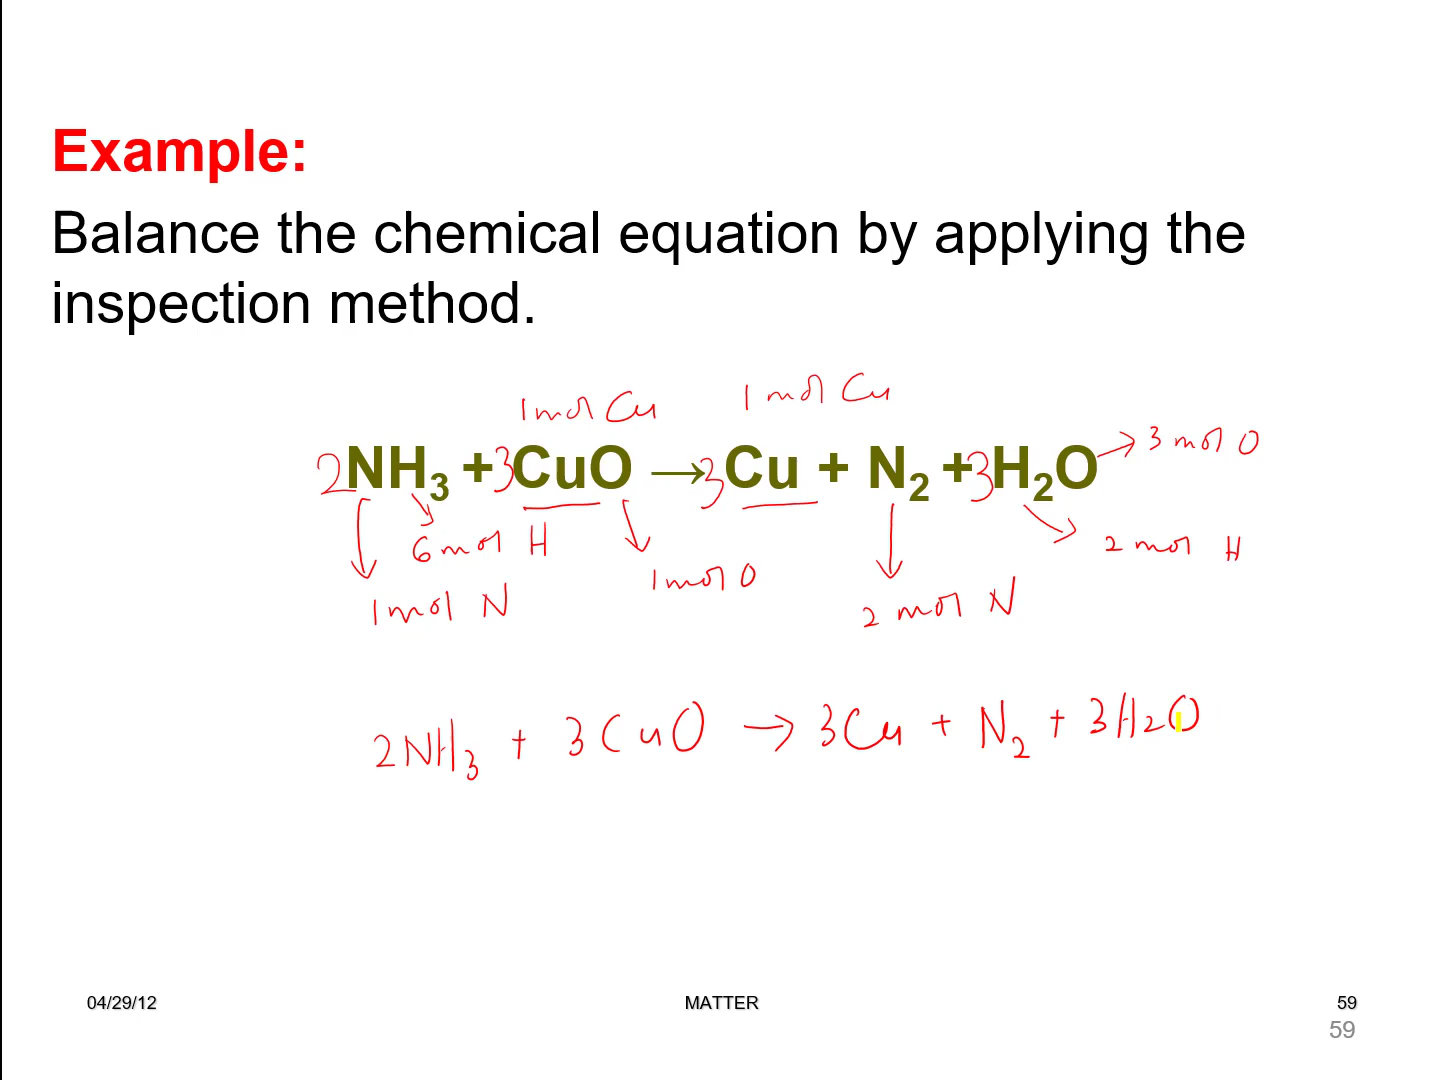 Example:
Balance the chemical equation by applying the
inspection method.
1 mol Cu 1 mol Cu
2NH3 + 3CuO → 3Cu + N2 + 3H2O → 3 mol O
6 mol H 1 mol O 2 mol H
1 mol N 2 mol N
2NH3 + 3CuO → 3Cu + N2 + 3H2O
04/29/12 MATTER 59
59